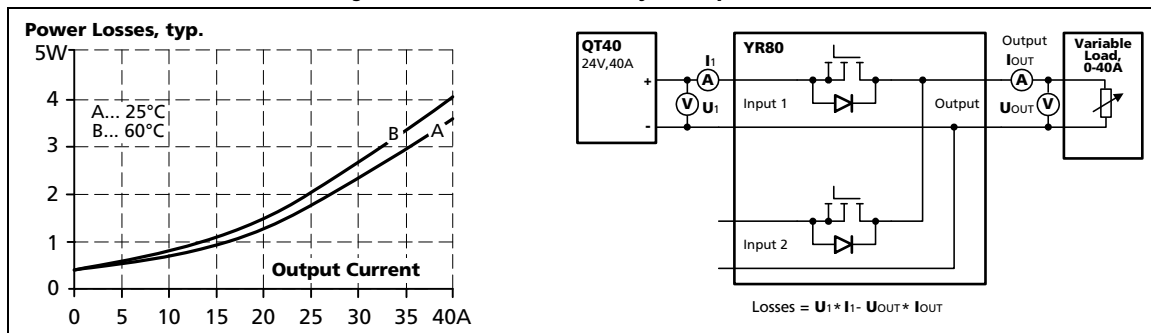 Power Losses, typ.
5W
4
3
2
1
0
A... 25°C
B... 60°C
B
A
Output Current
0 5 10 15 20 25 30 35 40A
QT40
24V,40A
+
-
I1
A
V U1
YR80
Input 1
Output
Input 2
Output
IOUT
A
UOUT V
Variable
Load,
0-40A
Losses = U1* I1- UOUT* IOUT